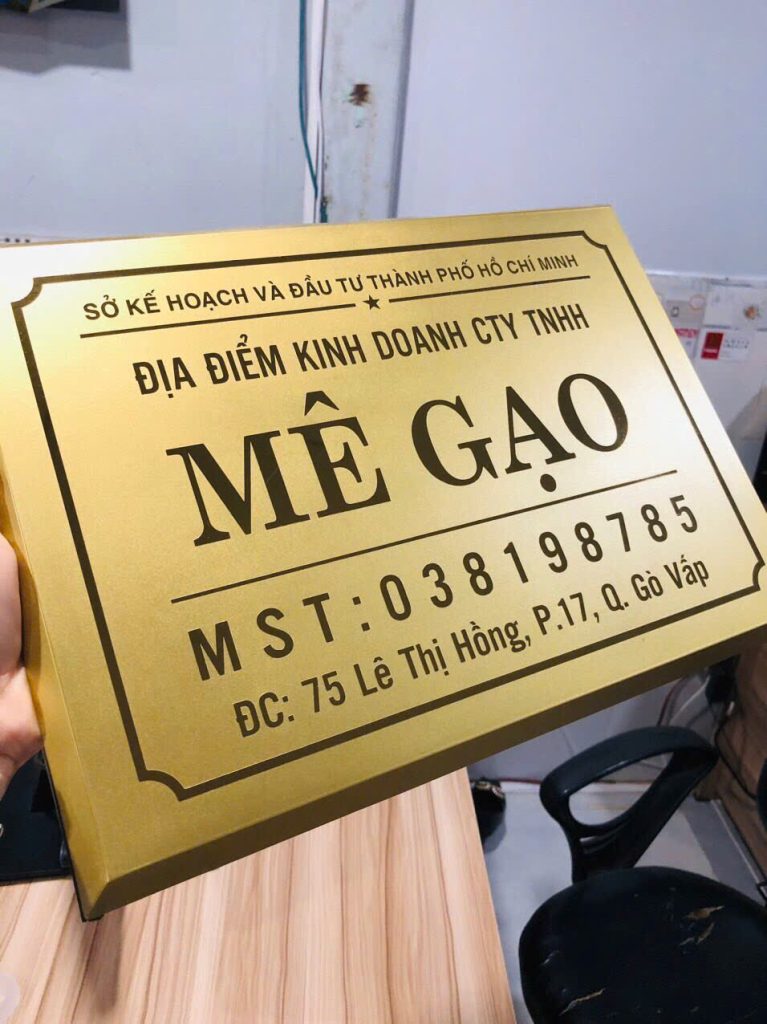 SỞ KẾ HOẠCH VÀ ĐẦU TƯ THÀNH PHỐ HỒ CHÍ MINH
ĐỊA ĐIỂM KINH DOANH CTY TNHH
MÊ GẠO
MST:038198785
ĐC: 75 Lê Thị Hồng, P.17, Q. Gò Vấp